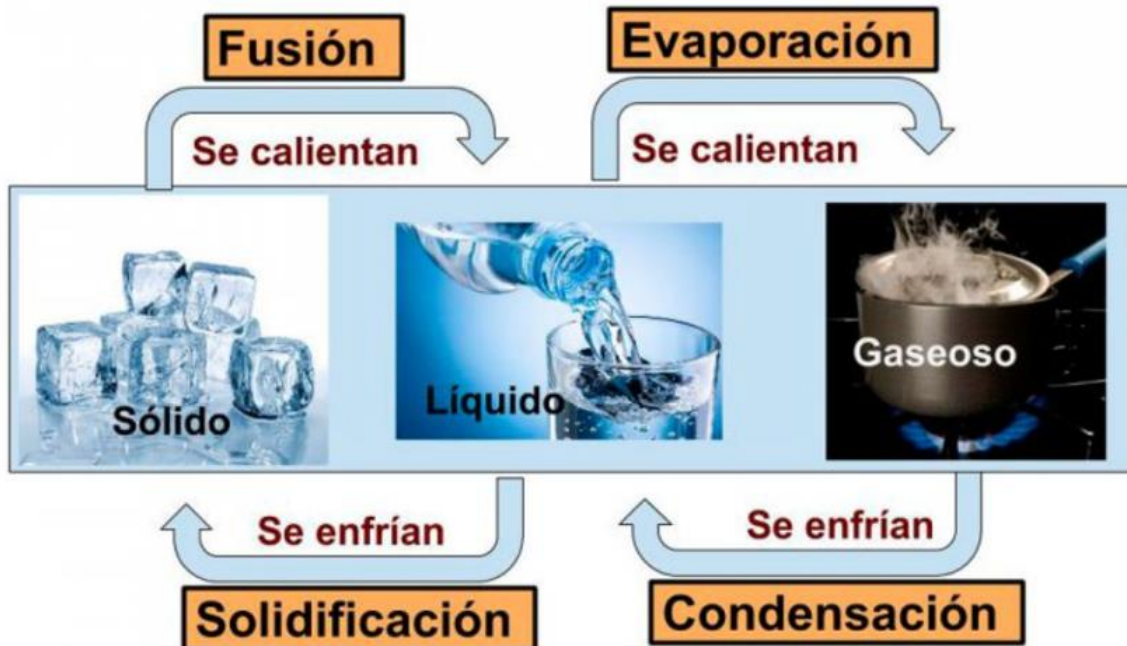 Fusión
Evaporación
Se calientan
Se calientan
Sólido
Líquido
Gaseoso
Se enfrían
Se enfrían
Solidificación
Condensación